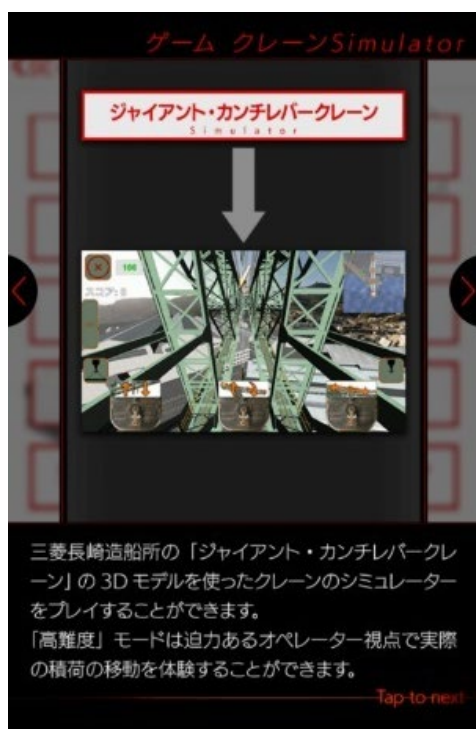 ゲーム クレーンSimulator
ジャイアント・カンチレバークレーン
Simulator
100
スコア: 0
三菱長崎造船所の「ジャイアント・カンチレバークレ
ーン」の 3D モデルを使ったクレーンのシミュレーター
をプレイすることができます。
「高難度」モードは迫力あるオペレーター視点で実際
の積荷の移動を体験することができます。
Tap to next